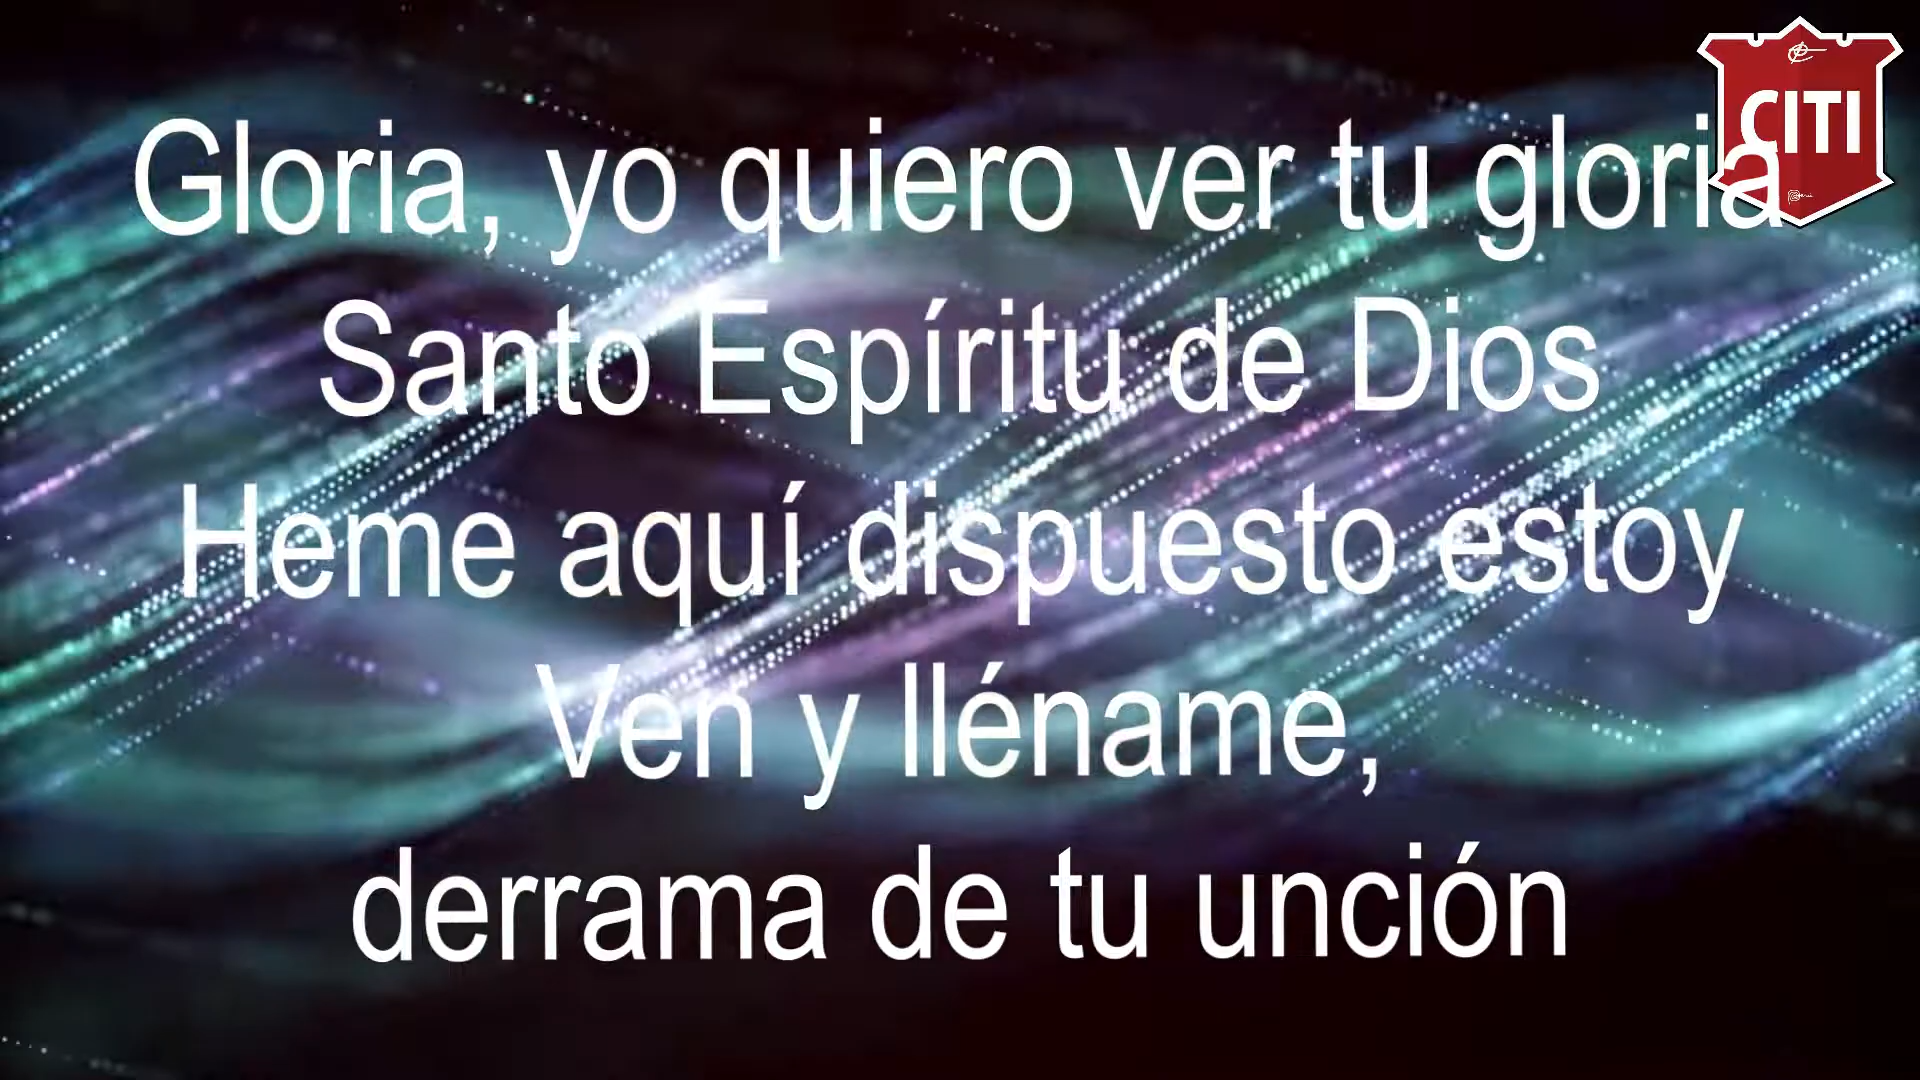 CITI
Gloria, yo quiero ver tu gloria
Santo Espíritu de Dios
Heme aquí dispuesto estoy
Ven y lléname,
derrama de tu unción